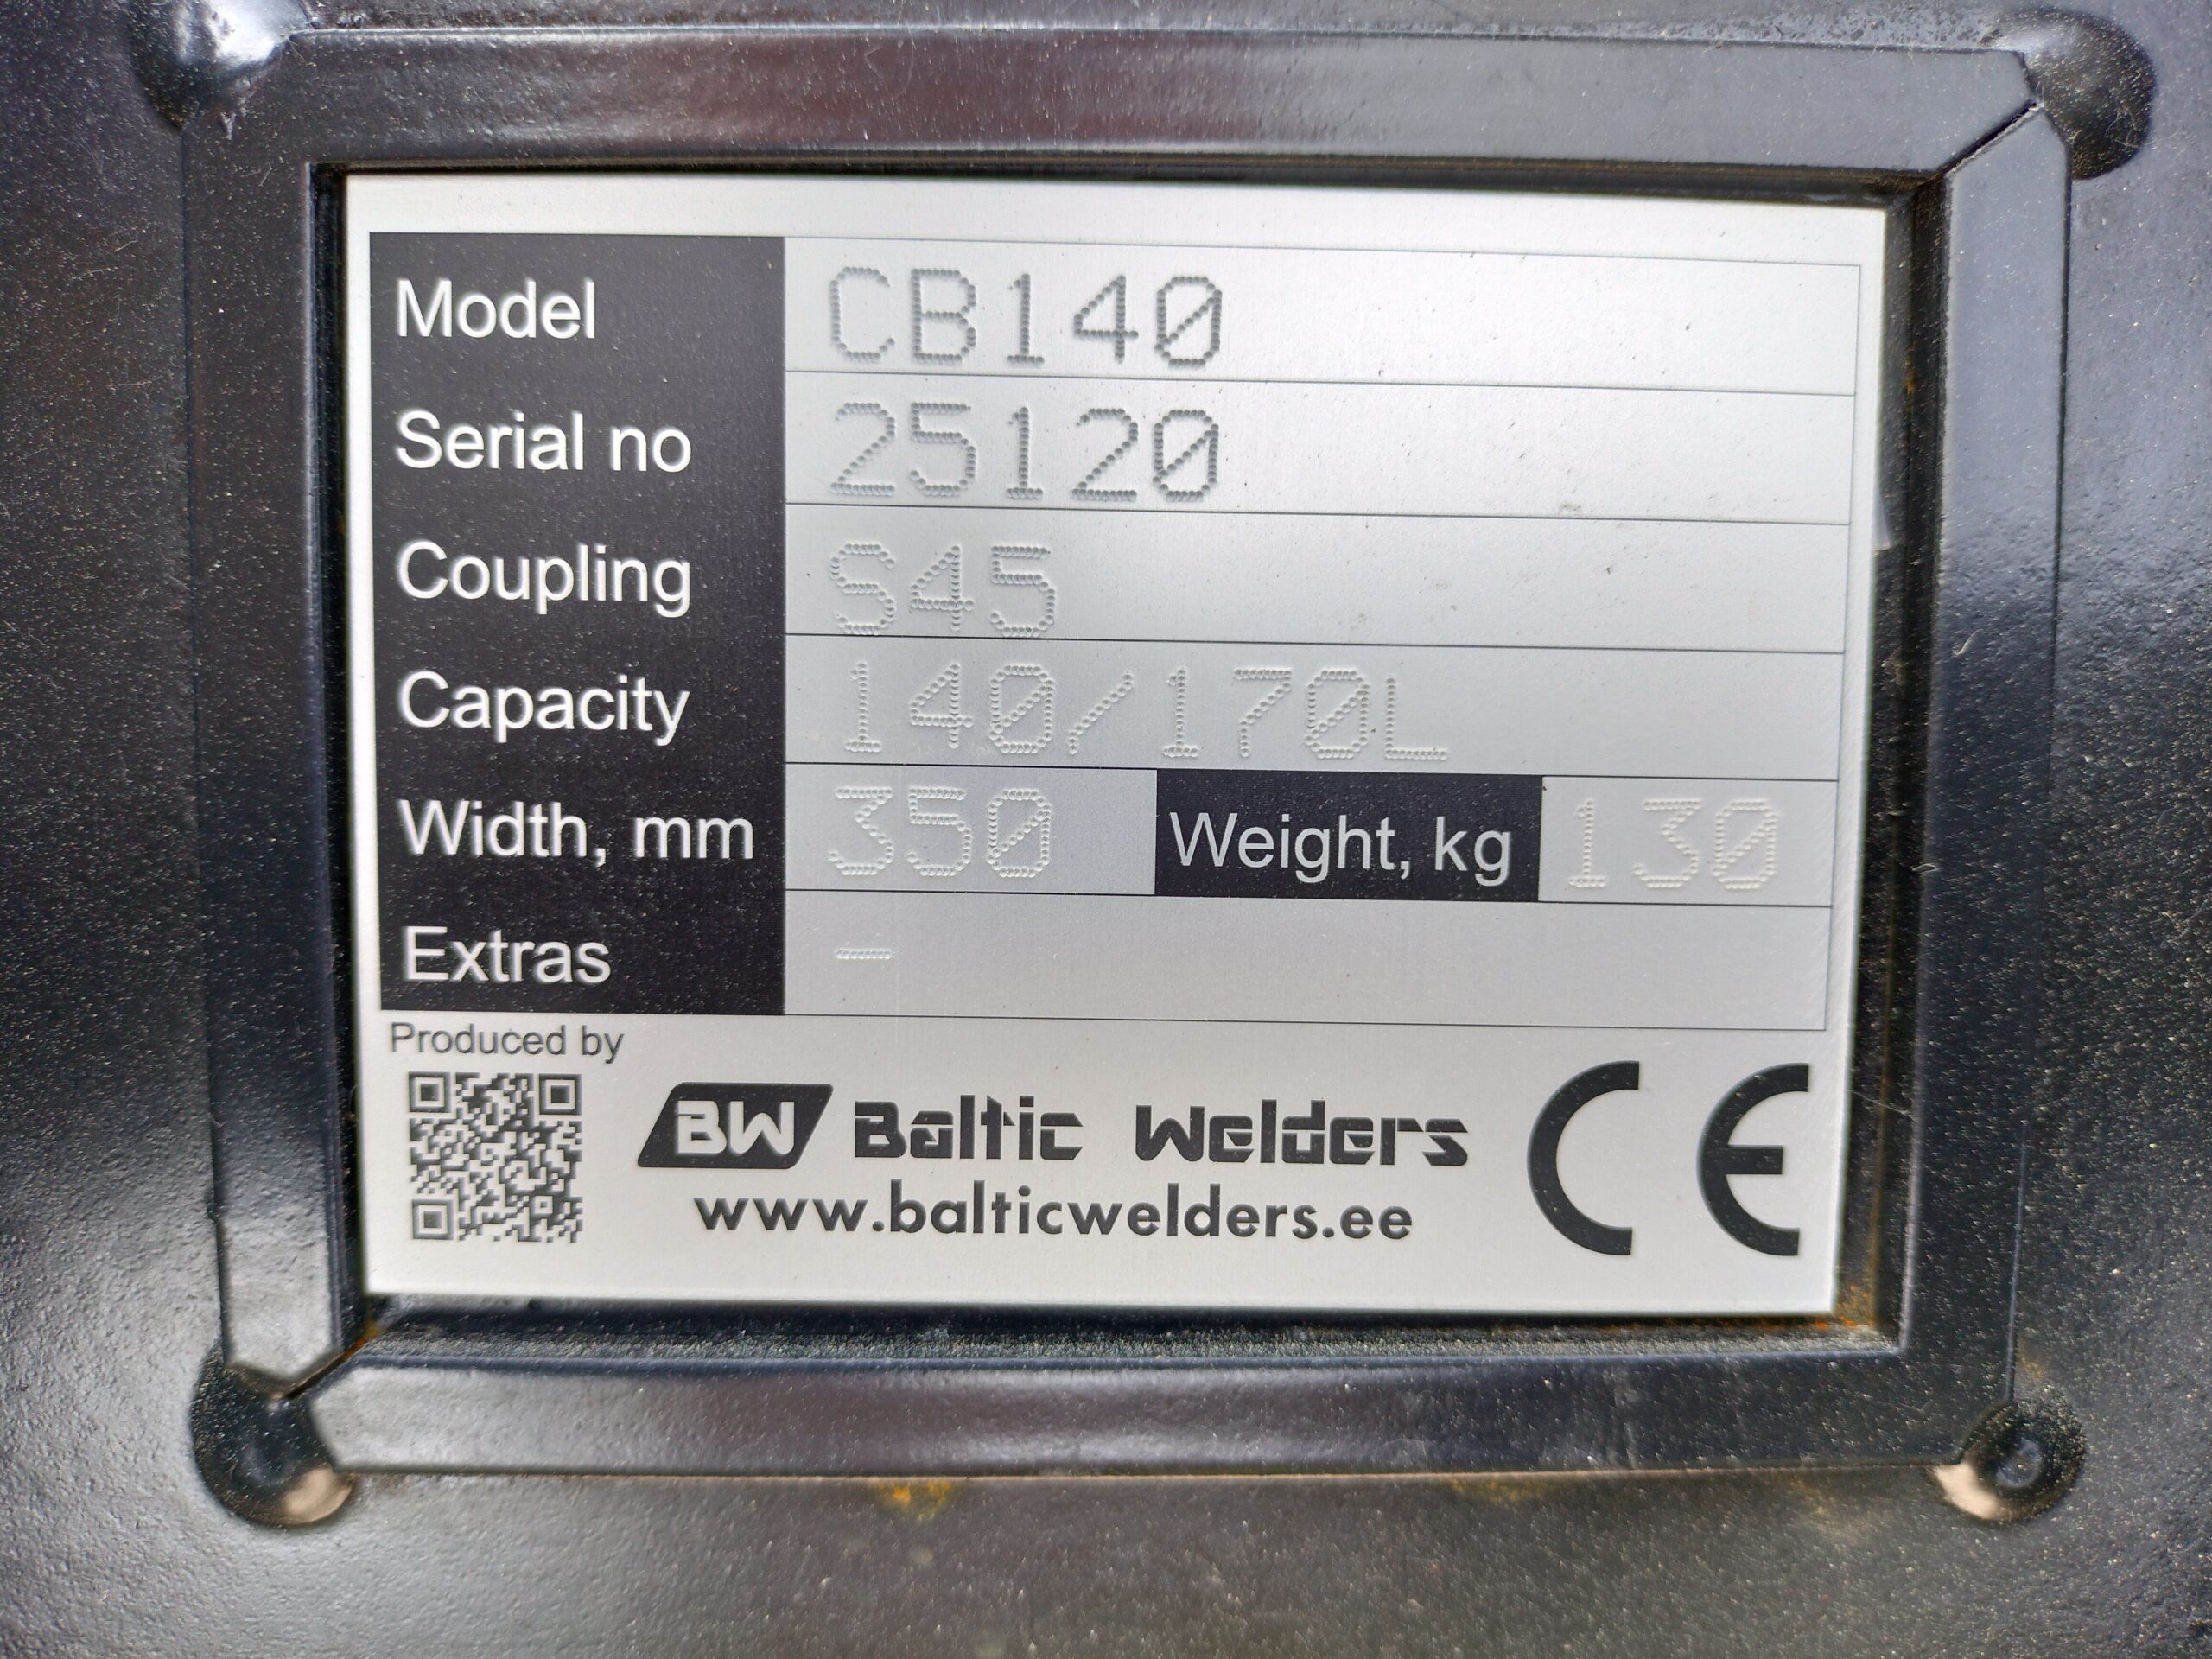 Model CB140
Serial no 25120
Coupling S45
Capacity 140/170L
Width, mm 350 Weight, kg 130
Extras -
Produced by
BW Baltic Welders CE
www.balticwelders.ee